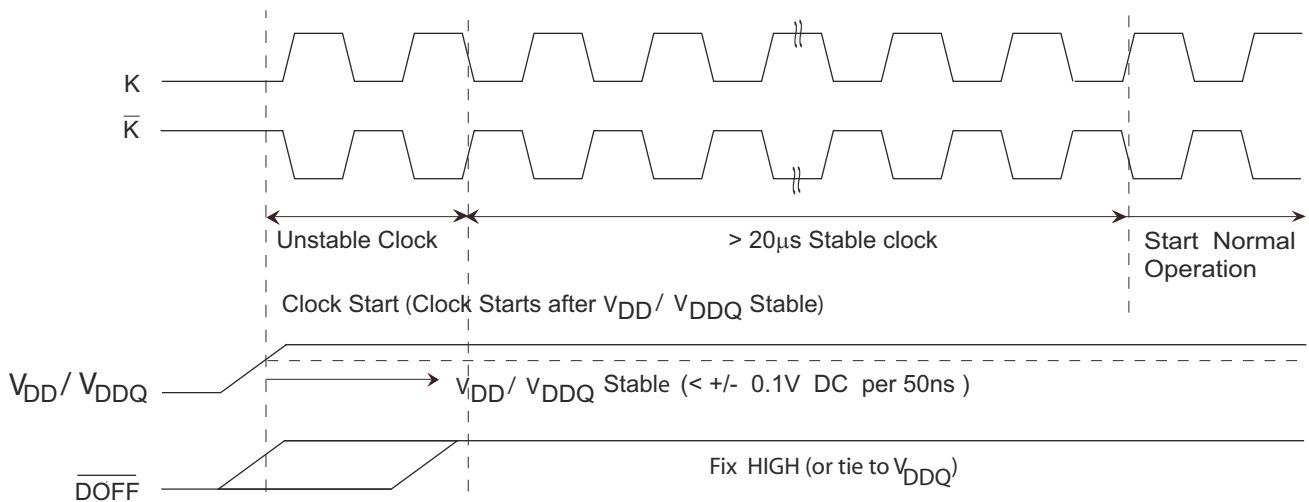 K
K̅
Unstable Clock
> 20μs Stable clock
Start Normal
Operation
Clock Start (Clock Starts after VDD / VDDQ Stable)
VDD / VDDQ
VDD / VDDQ Stable (< +/- 0.1V DC per 50ns )
D̅O̅F̅F̅
Fix HIGH (or tie to VDDQ)